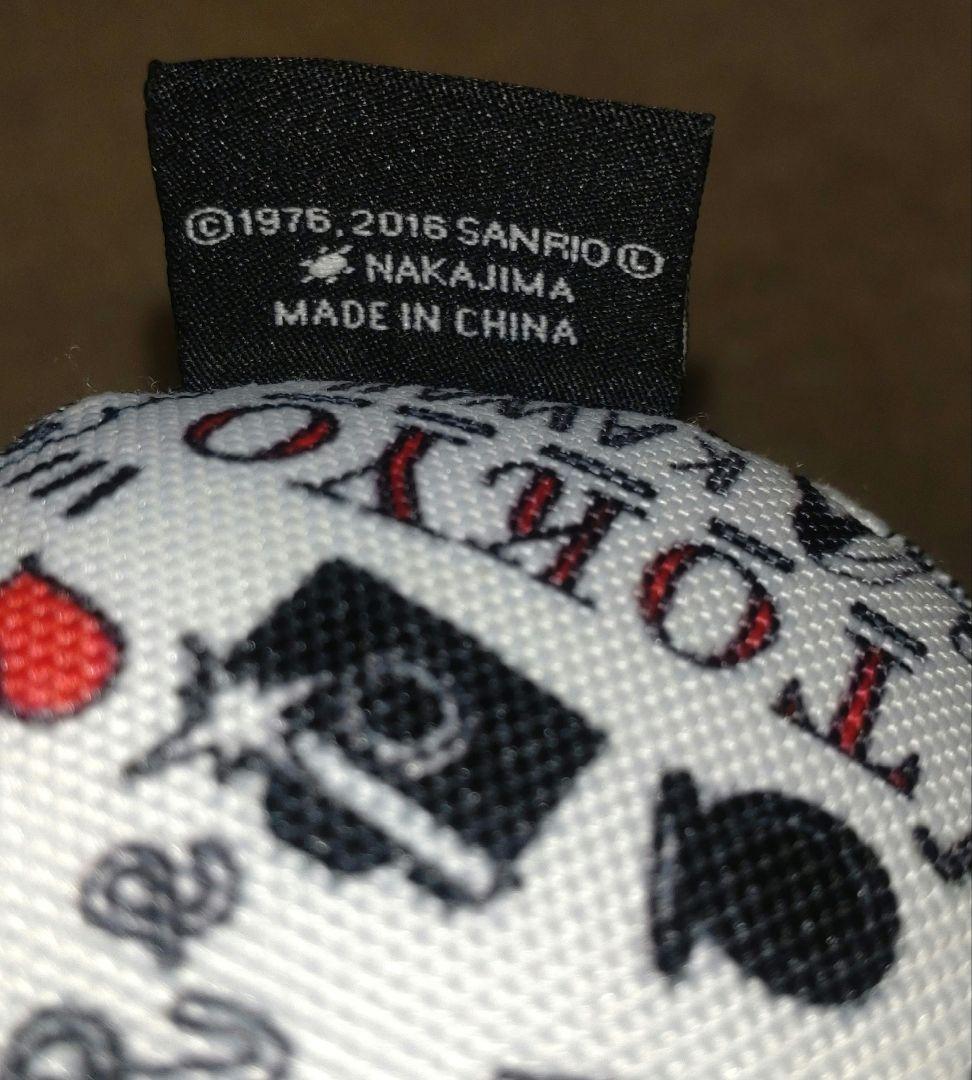 ©1976, 2016 SANRIO Ⓛ
NAKAJIMA
MADE IN CHINA
TOKYO